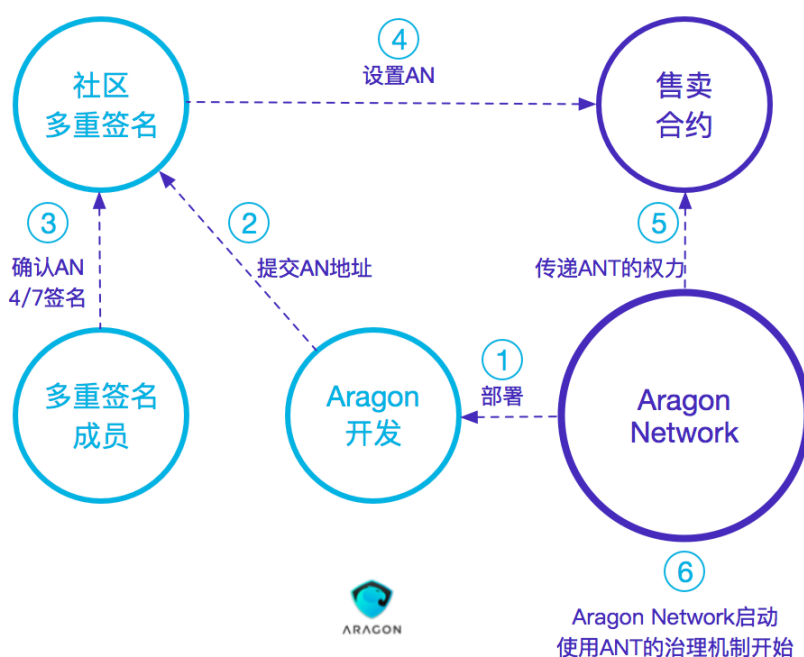 ④
设置AN
社区
多重签名
售卖
合约
③
确认AN
4/7签名
②
提交AN地址
⑤
传递ANT的权力
多重签名
成员
Aragon
开发
①
部署
Aragon
Network
⑥
Aragon Network启动
使用ANT的治理机制开始
ARAGON